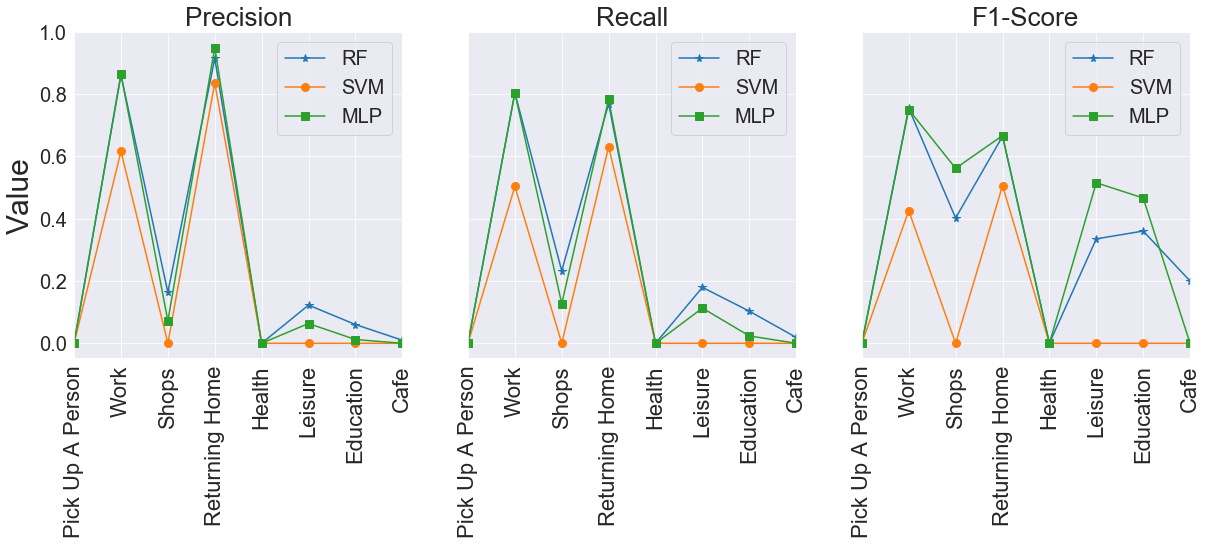 Precision
Recall
F1-Score
Value
1.0
0.8
0.6
0.4
0.2
0.0
RF
SVM
MLP
RF
SVM
MLP
RF
SVM
MLP
Pick Up A Person
Work
Shops
Returning Home
Health
Leisure
Education
Cafe
Pick Up A Person
Work
Shops
Returning Home
Health
Leisure
Education
Cafe
Pick Up A Person
Work
Shops
Returning Home
Health
Leisure
Education
Cafe